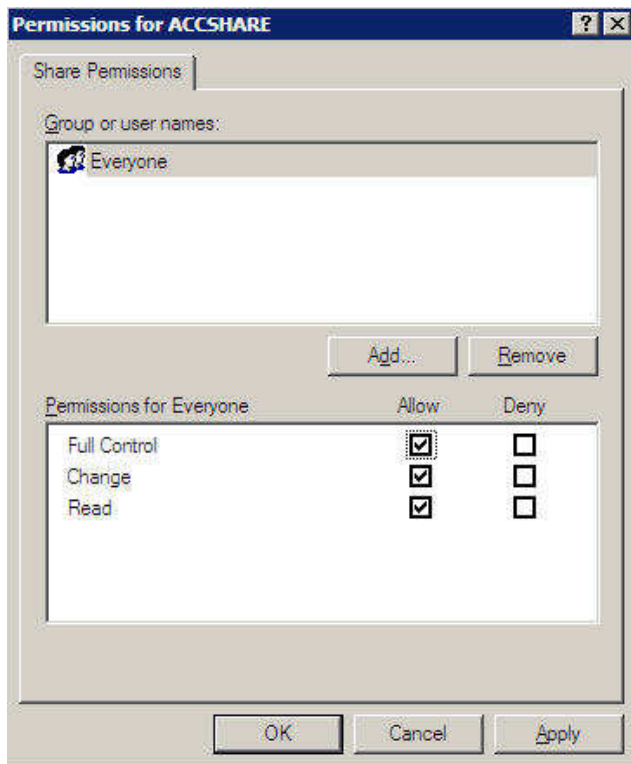 Permissions for ACCSHARE
Share Permissions
Group or user names:
Everyone
Add... Remove
Permissions for Everyone Allow Deny
Full Control
Change
Read
OK Cancel Apply